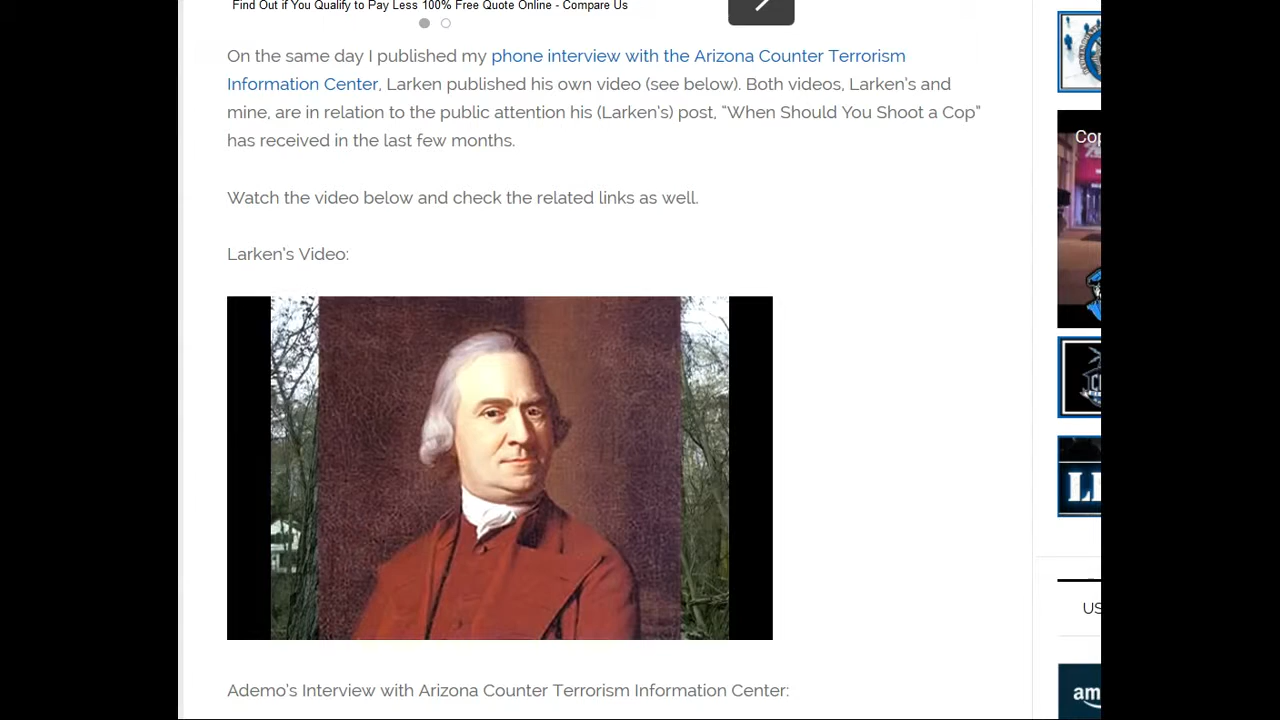 Find Out if You Qualify to Pay Less 100% Free Quote Online - Compare Us
On the same day I published my phone interview with the Arizona Counter Terrorism
Information Center, Larken published his own video (see below). Both videos, Larken’s and
mine, are in relation to the public attention his (Larken’s) post, “When Should You Shoot a Cop”
has received in the last few months.
Watch the video below and check the related links as well.
Larken’s Video:
Ademo’s Interview with Arizona Counter Terrorism Information Center:
Cop
US
am